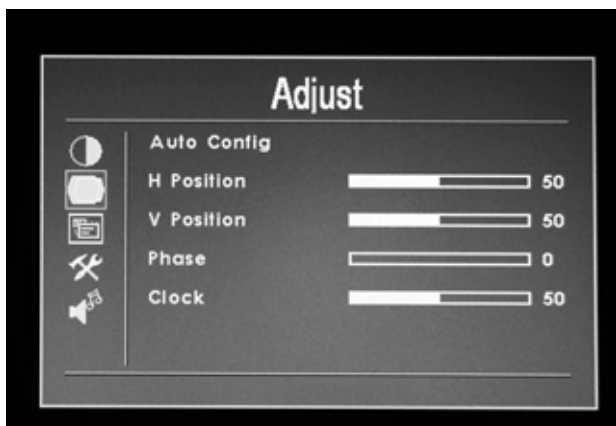 Adjust
Auto Config
H Position 50
V Position 50
Phase 0
Clock 50